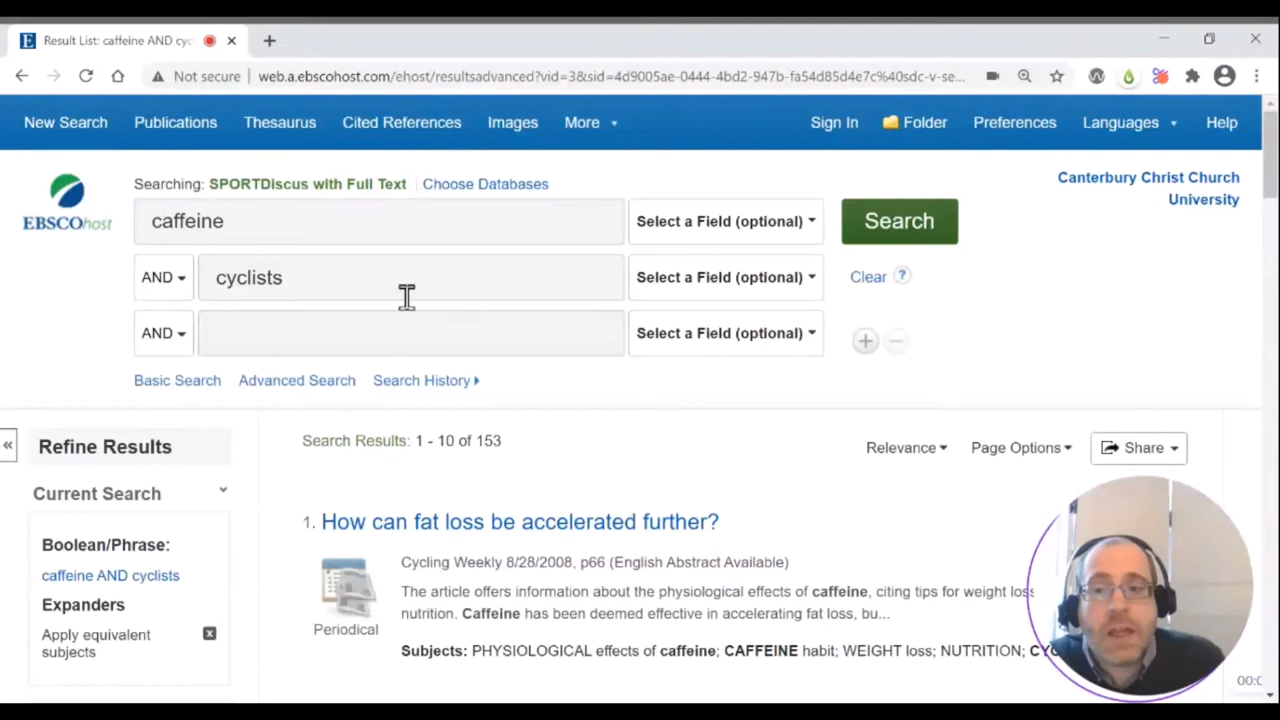 Result List: caffeine AND cyc
Not secure
web.a.ebscohost.com/ehost/resultsadvanced?vid=3&sid=4d9005ae-0444-4bd2-947b-fa54d85d4e7c%40sdc-v-se...
New Search Publications Thesaurus Cited References Images More Sign In Folder Preferences Languages Help
Searching: SPORTDiscus with Full Text Choose Databases
Canterbury Christ Church
University
EBSCOhost
caffeine Select a Field (optional) Search
AND cyclists Select a Field (optional) Clear ?
AND Select a Field (optional)
Basic Search Advanced Search Search History
Refine Results
Search Results: 1 - 10 of 153
Relevance Page Options Share
Current Search
Boolean/Phrase:
caffeine AND cyclists
Expanders
Apply equivalent
subjects
1. How can fat loss be accelerated further?
Cycling Weekly 8/28/2008, p66 (English Abstract Available)
The article offers information about the physiological effects of caffeine, citing tips for weight
nutrition. Caffeine has been deemed effective in accelerating fat loss, bu...
Periodical
Subjects: PHYSIOLOGICAL effects of caffeine; CAFFEINE habit; WEIGHT loss; NUTRITION;